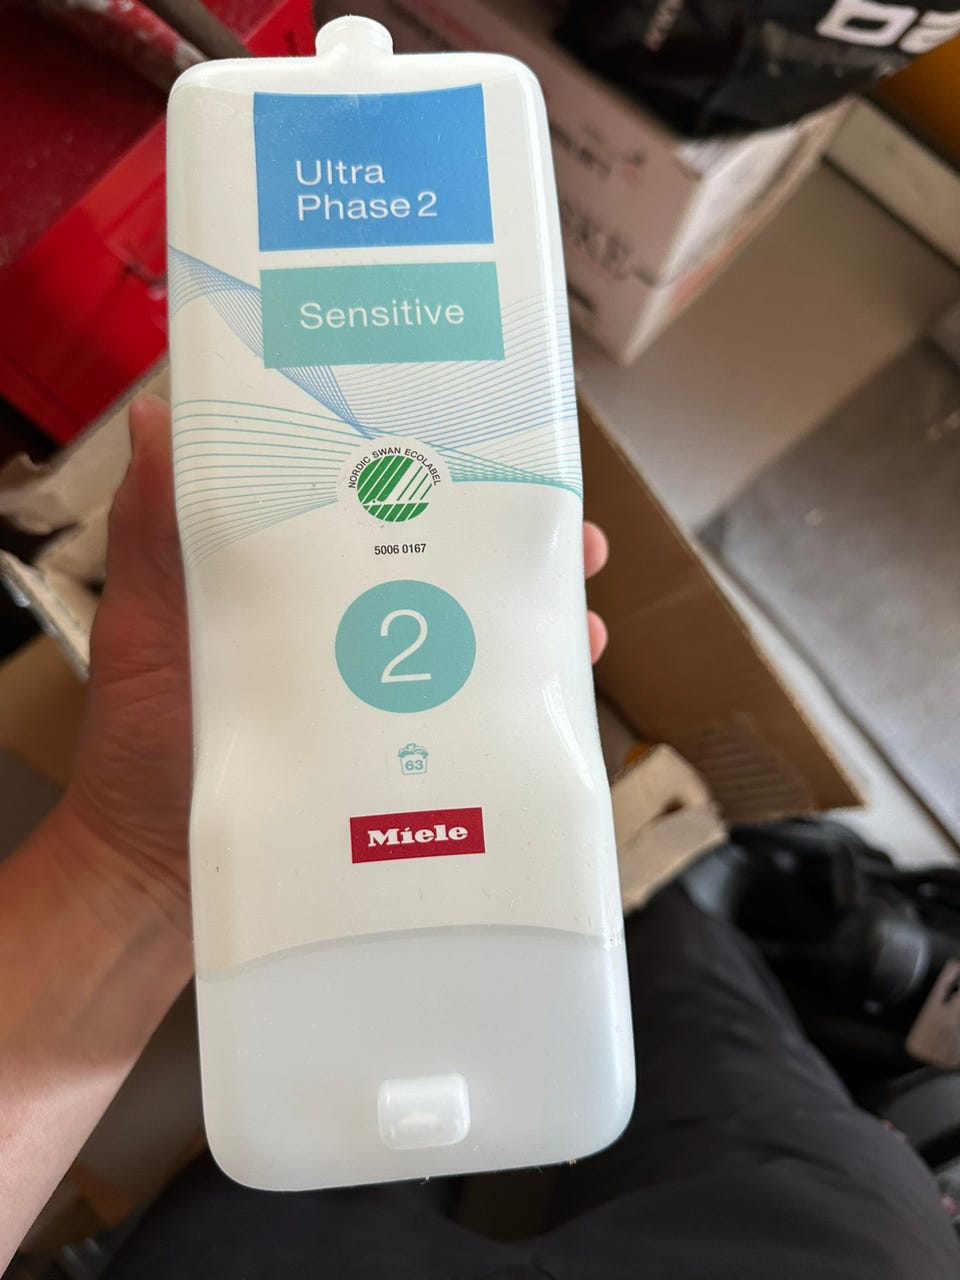 Ultra
Phase 2
Sensitive
NORDIC SWAN ECOLABEL
5006 0167
2
63
Miele